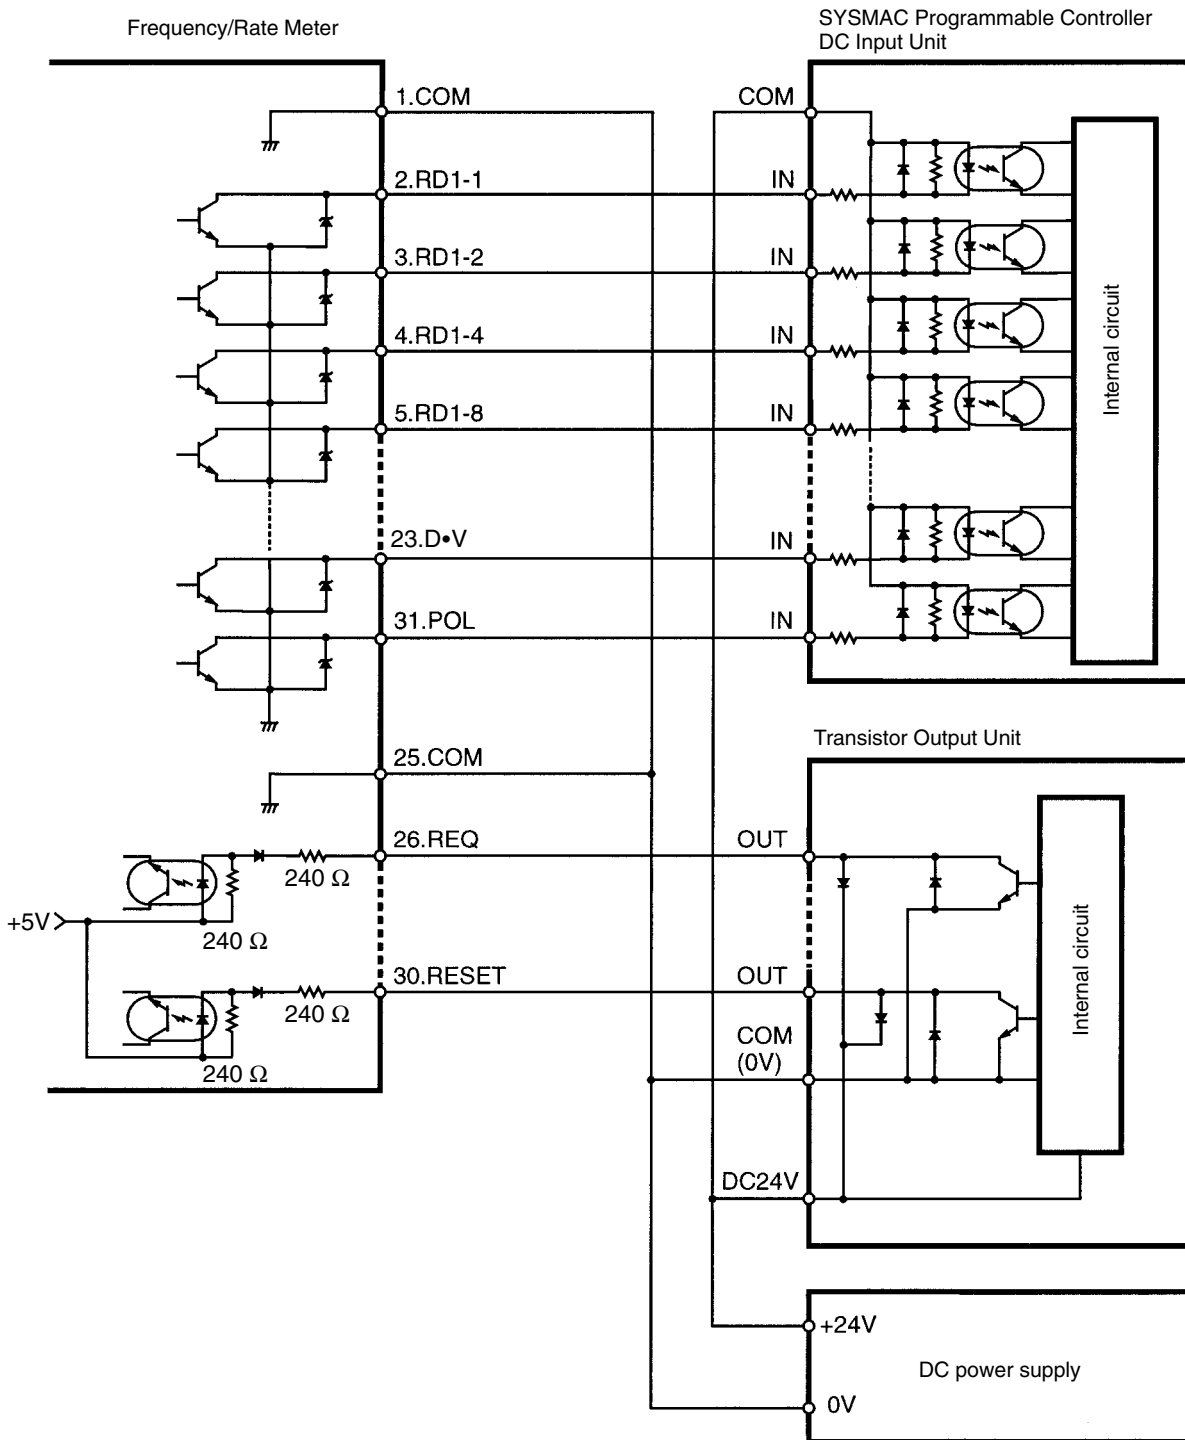 Frequency/Rate Meter
SYSMAC Programmable Controller
DC Input Unit
1.COM
COM
2.RD1-1
IN
3.RD1-2
IN
4.RD1-4
IN
5.RD1-8
IN
Internal circuit
23.D•V
IN
31.POL
IN
Transistor Output Unit
25.COM
26.REQ
OUT
240 Ω
+5V
240 Ω
30.RESET
OUT
240 Ω
Internal circuit
COM
(0V)
240 Ω
DC24V
+24V
DC power supply
0V